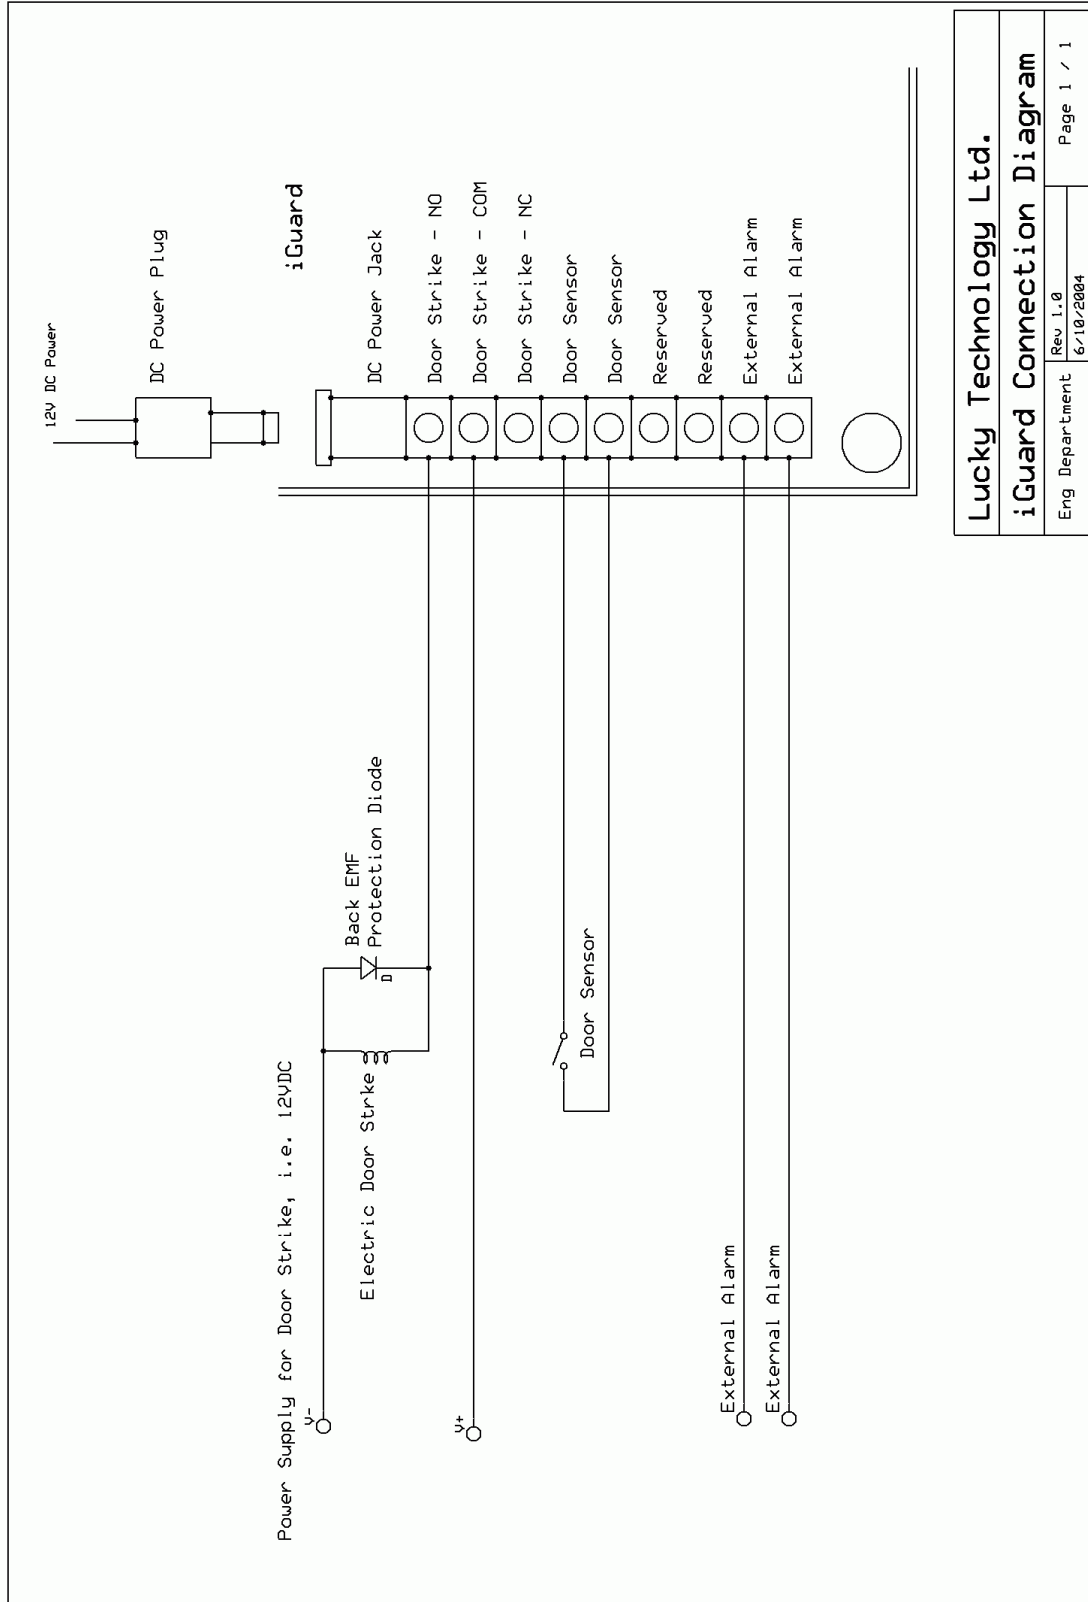 12V DC Power
DC Power Plug
iGuard
DC Power Jack
Door Strike - NO
Door Strike - COM
Door Strike - NC
Door Sensor
Door Sensor
Reserved
Reserved
External Alarm
External Alarm
Back EMF
Protection Diode
D
Power Supply for Door Strike, i.e. 12VDC
V-
Electric Door Strke
V+
Door Sensor
External Alarm
External Alarm
Lucky Technology Ltd.
iGuard Connection Diagram
Eng Department
Rev 1.0
6/10/2004
Page 1 / 1